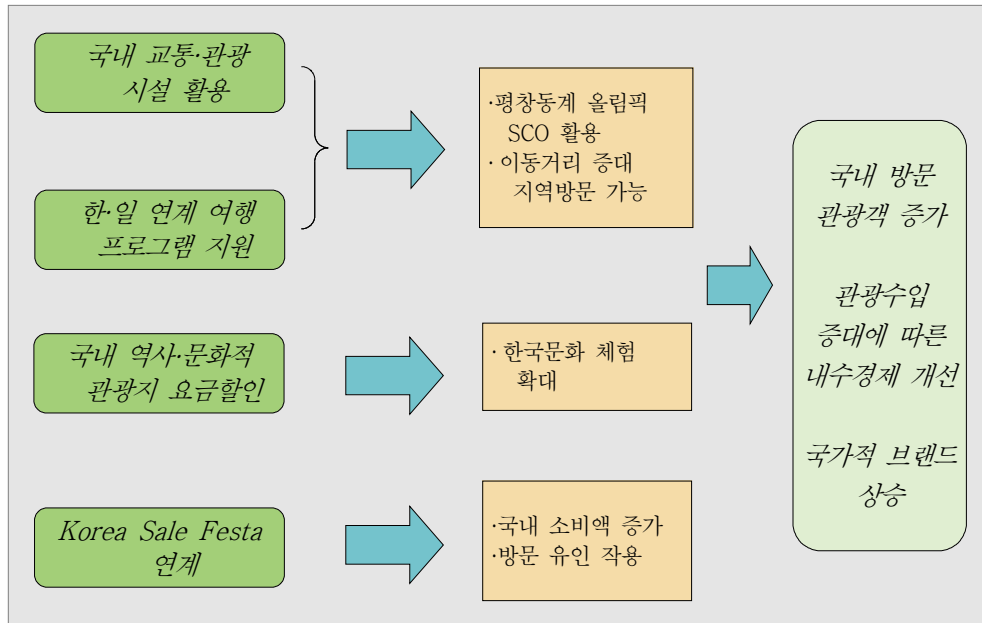 국내 교통·관광
시설 활용
한·일 연계 여행
프로그램 지원
국내 역사·문화적
관광지 요금할인
Korea Sale Festa
연계
·평창동계 올림픽
SCO 활용
· 이동거리 증대
지역방문 가능
· 한국문화 체험
확대
·국내 소비액 증가
·방문 유인 작용
국내 방문
관광객 증가
관광수입
증대에 따른
내수경제 개선
국가적 브랜드
상승